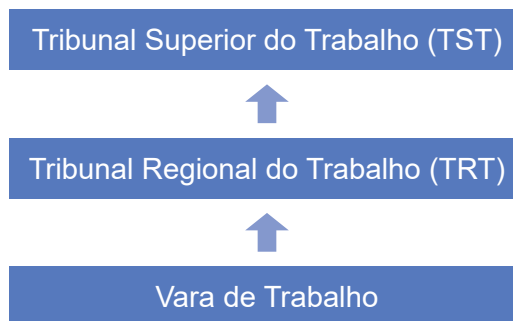 Tribunal Superior do Trabalho (TST)
Tribunal Regional do Trabalho (TRT)
Vara de Trabalho